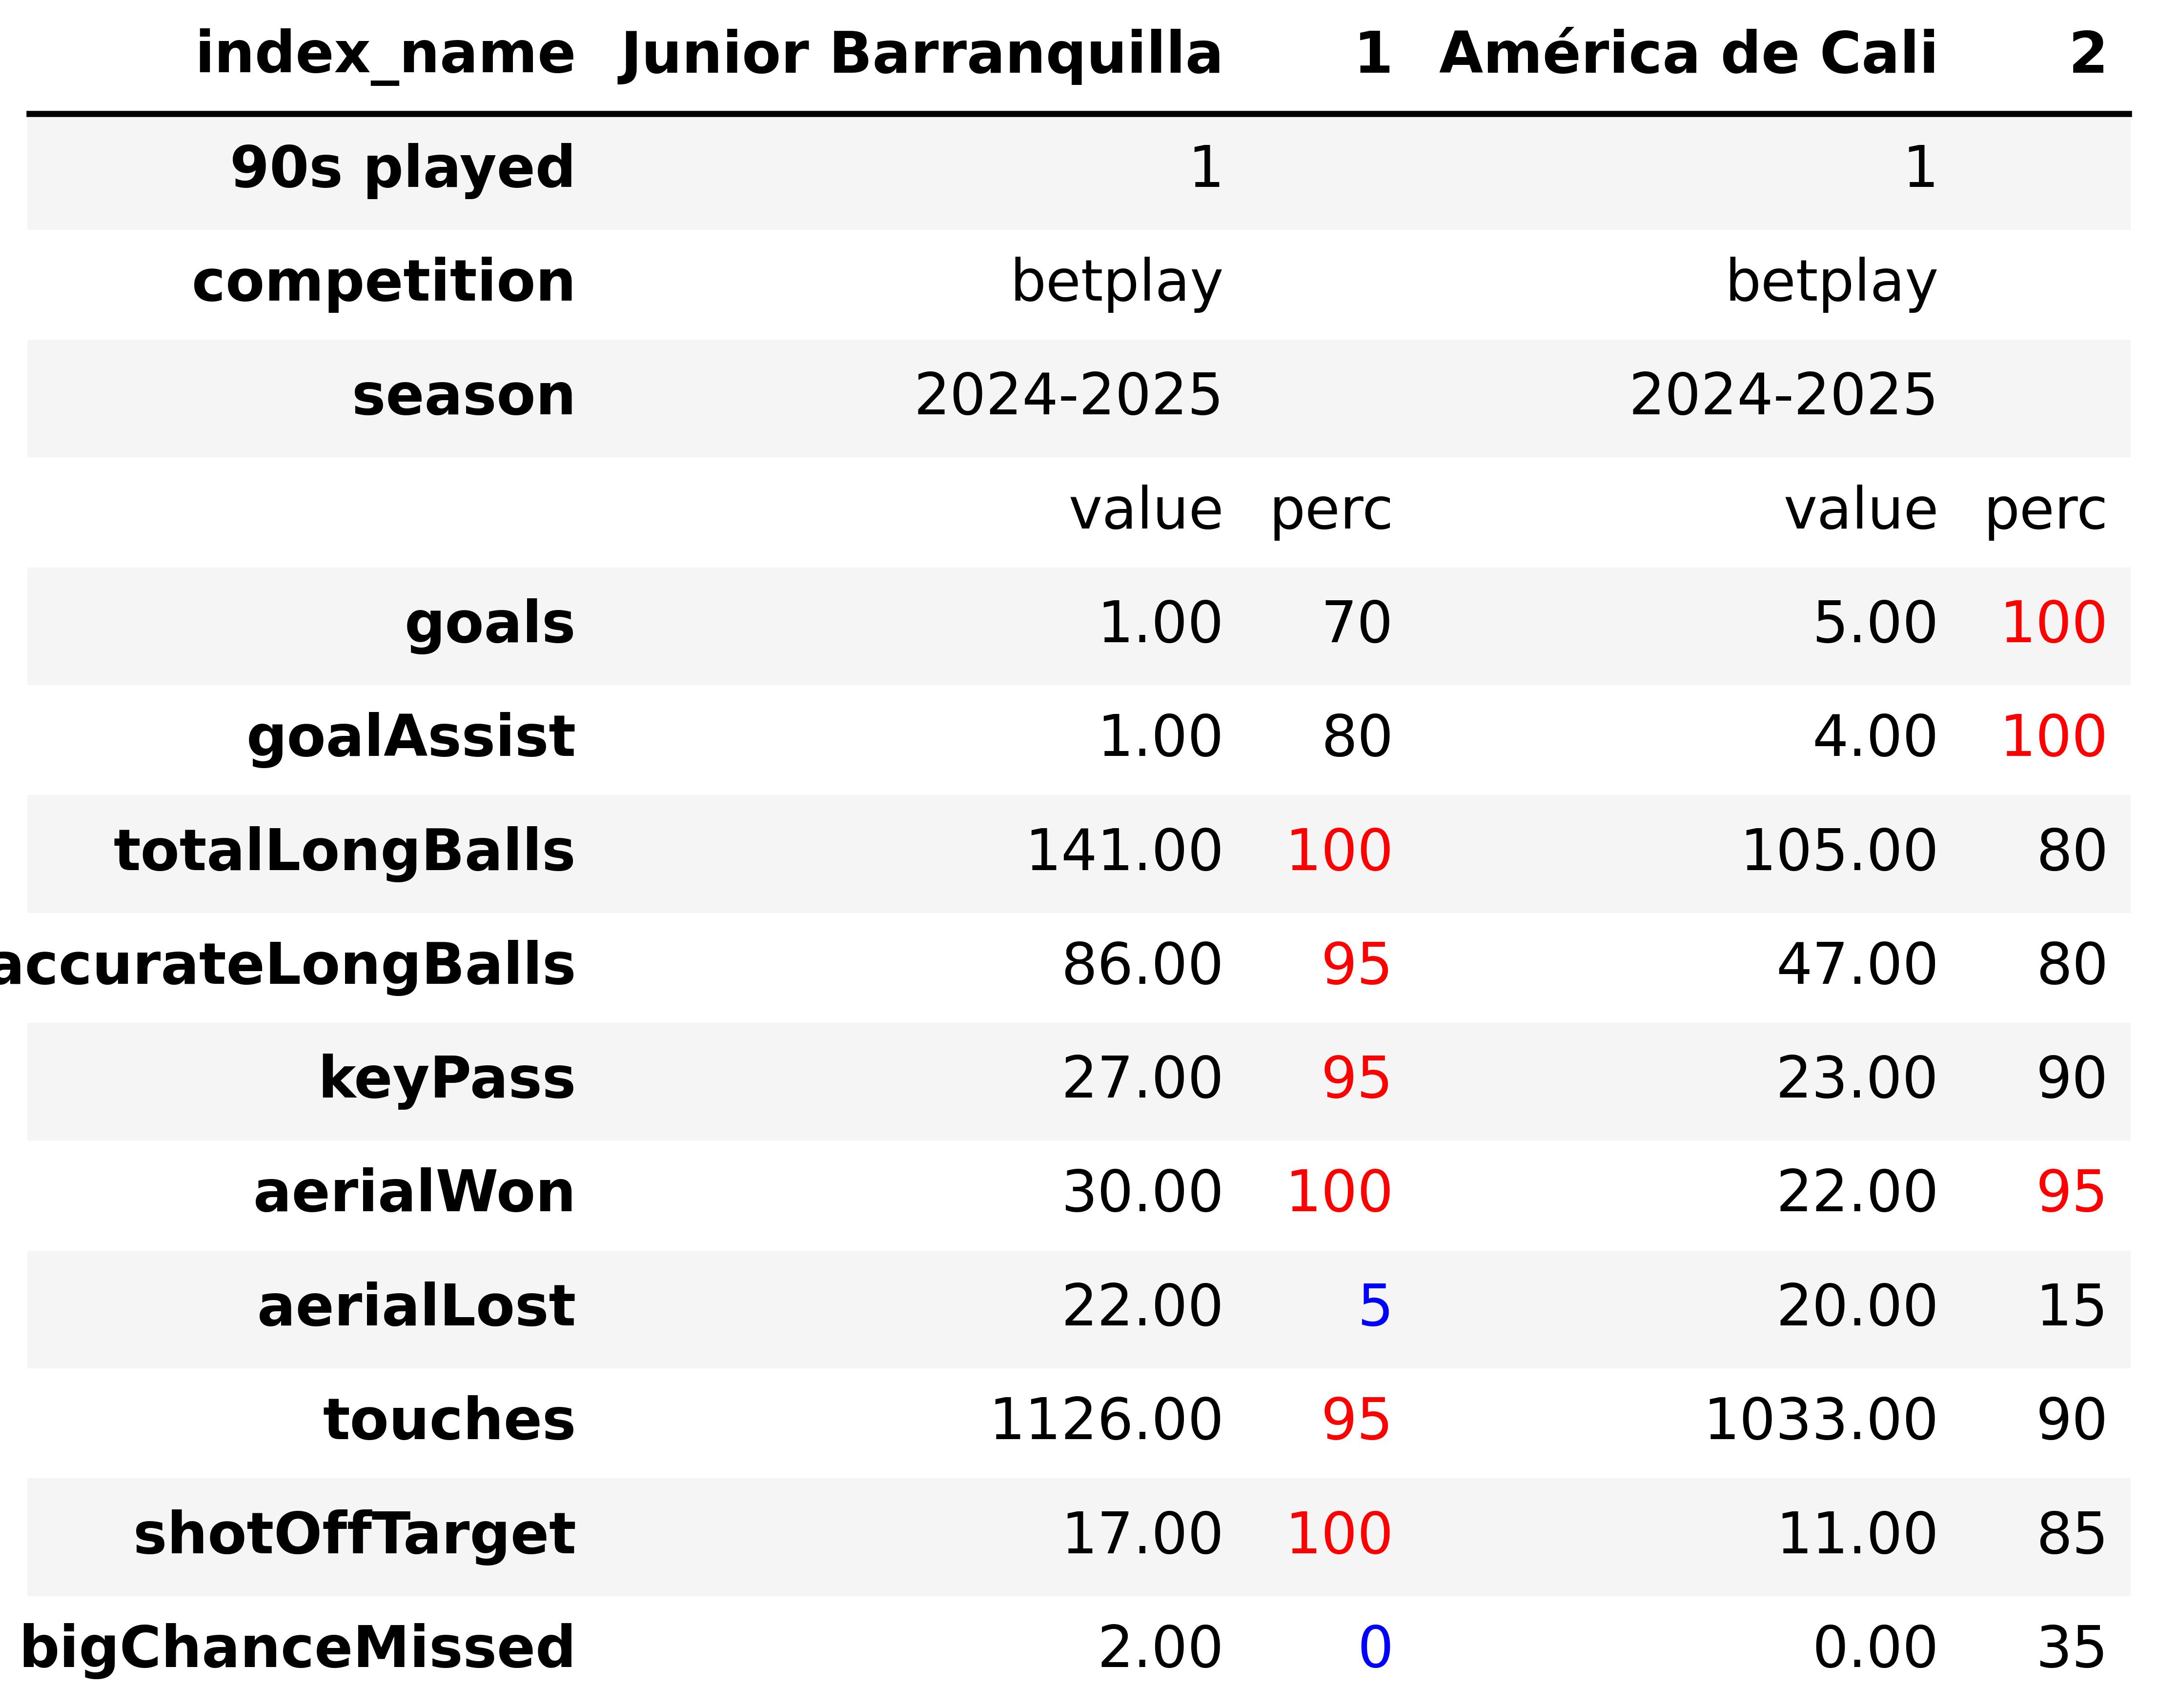 index_name Junior Barranquilla 1 América de Cali 2
90s played 1 1
competition betplay betplay
season 2024-2025 2024-2025
value perc value perc
goals 1.00 70 5.00 100
goalAssist 1.00 80 4.00 100
totalLongBalls 141.00 100 105.00 80
accurateLongBalls 86.00 95 47.00 80
keyPass 27.00 95 23.00 90
aerialWon 30.00 100 22.00 95
aerialLost 22.00 5 20.00 15
touches 1126.00 95 1033.00 90
shotOffTarget 17.00 100 11.00 85
bigChanceMissed 2.00 0 0.00 35